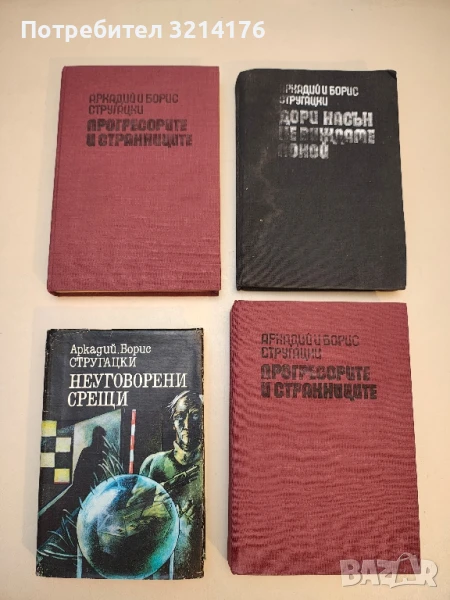 Потребител 3214176
АРКАДИЙ И БОРИС
СТРУГАЦКИ
ПРОГРЕСОРИТЕ
И СТРАННИЦИТЕ
АРКАДИЙ И БОРИС
СТРУГАЦКИ
ДОРИ НАСЪН
НЕ ВИЖДАМЕ
ПОКОЙ
Аркадий, Борис
СТРУГАЦКИ
НЕУГОВОРЕНИ
СРЕЩИ
АРКАДИЙ И БОРИС
СТРУГАЦКИ
ПРОГРЕСОРИТЕ
И СТРАННИЦИТЕ
BAZAR